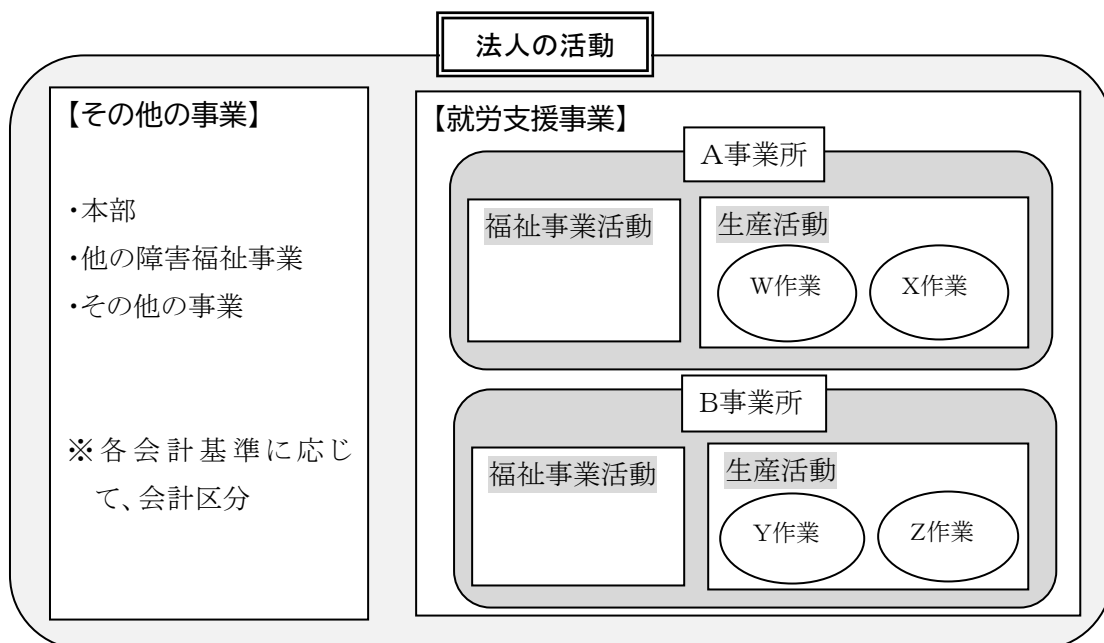 法人の活動
【その他の事業】
・本部
・他の障害福祉事業
・その他の事業
※各会計基準に応じ
て、会計区分
【就労支援事業】
A事業所
福祉事業活動
生産活動
W作業
X作業
B事業所
福祉事業活動
生産活動
Y作業
Z作業